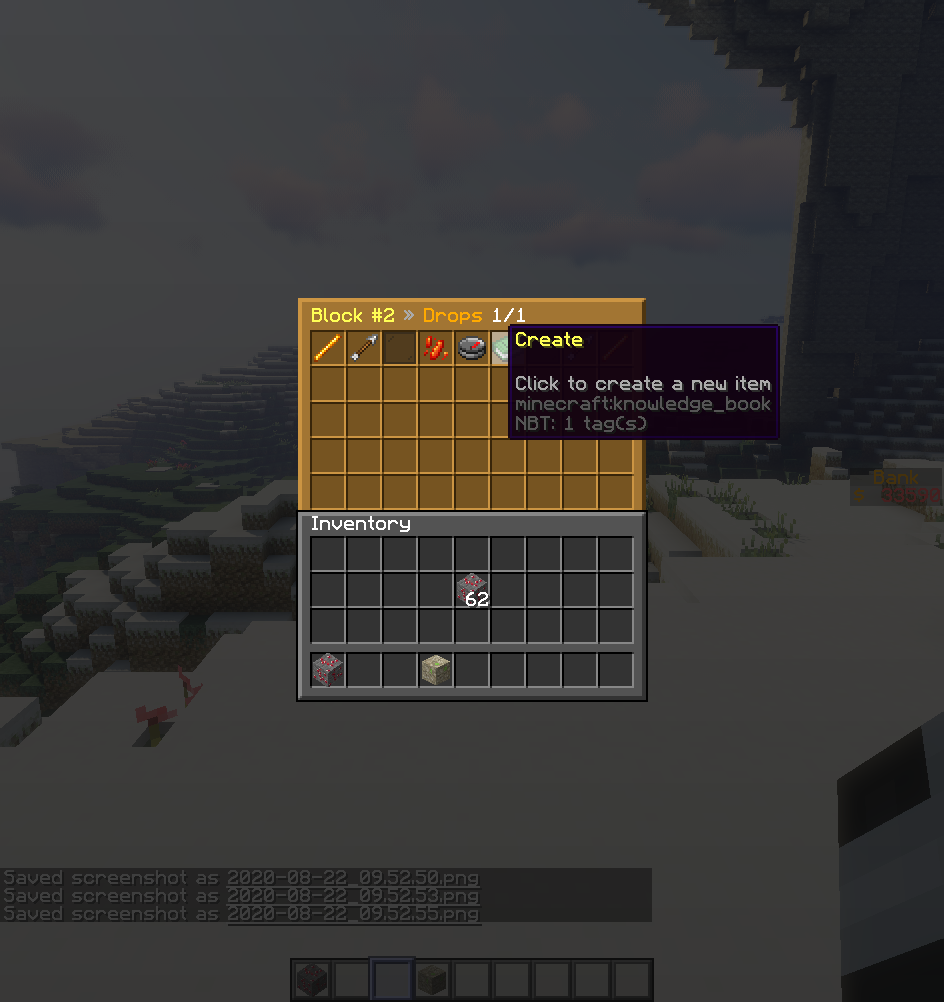 Block #2 » Drops 1/1
Create
Click to create a new item
minecraft:knowledge_book
NBT: 1 tag(s)
Bank
Inventory
62
Saved screenshot as 2020-08-22_09.52.50.png
Saved screenshot as 2020-08-22_09.52.53.png
Saved screenshot as 2020-08-22_09.52.55.png